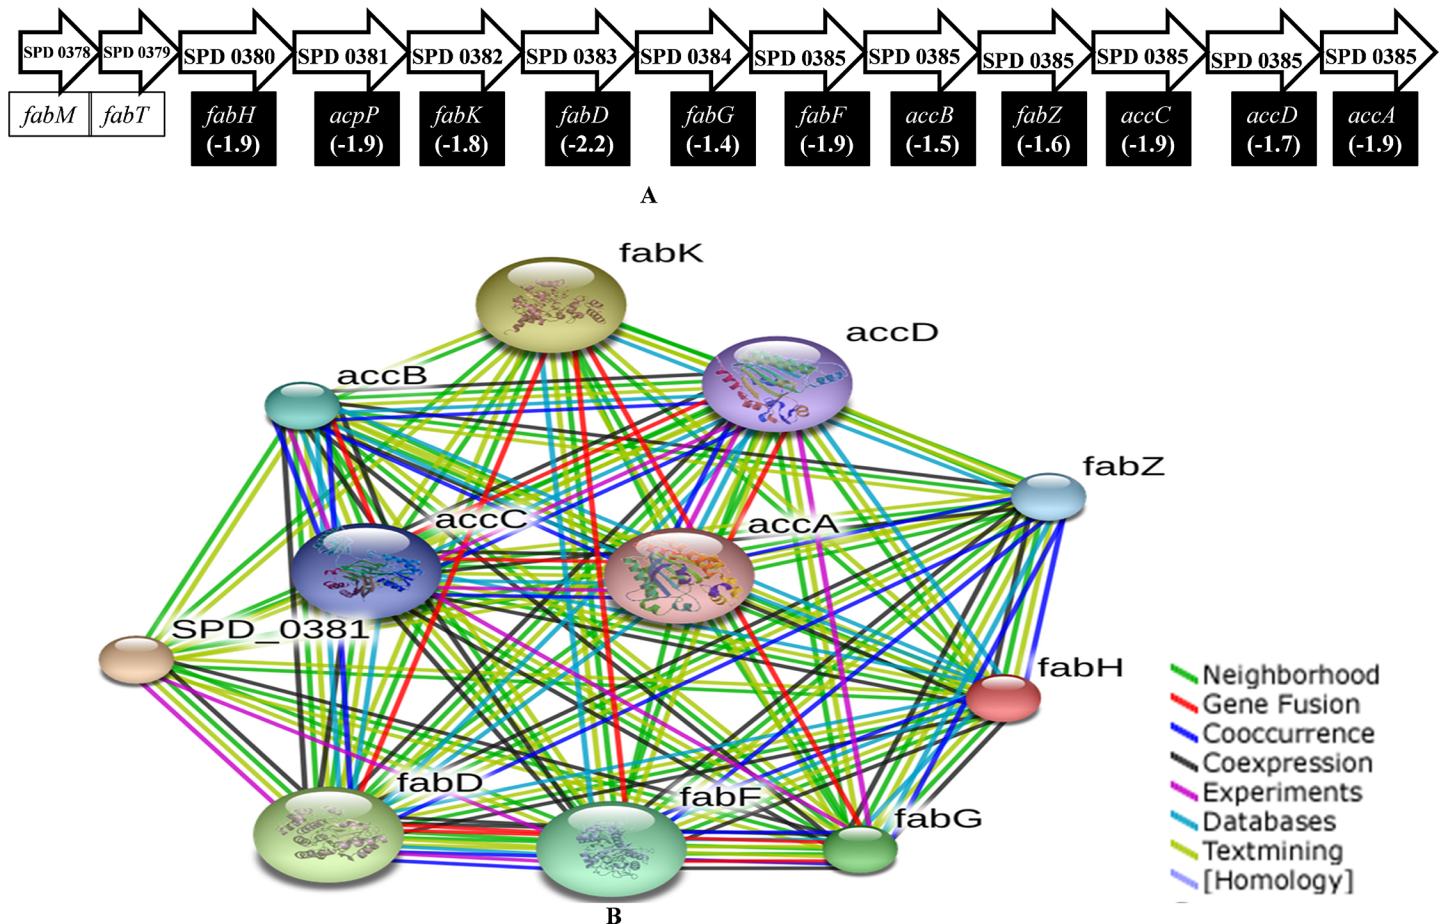 SPD 0378 SPD 0379 SPD 0380 SPD 0381 SPD 0382 SPD 0383 SPD 0384 SPD 0385 SPD 0385 SPD 0385 SPD 0385 SPD 0385 SPD 0385
fabM fabT fabH acpP fabK fabD fabG fabF accB fabZ accC accD accA
(-1.9) (-1.9) (-1.8) (-2.2) (-1.4) (-1.9) (-1.5) (-1.6) (-1.9) (-1.7) (-1.9)
A
fabK
accD
accB
fabZ
accC
accA
SPD_0381
fabH
fabD
fabF
fabG
Neighborhood
Gene Fusion
Cooccurrence
Coexpression
Experiments
Databases
Textmining
[Homology]
B